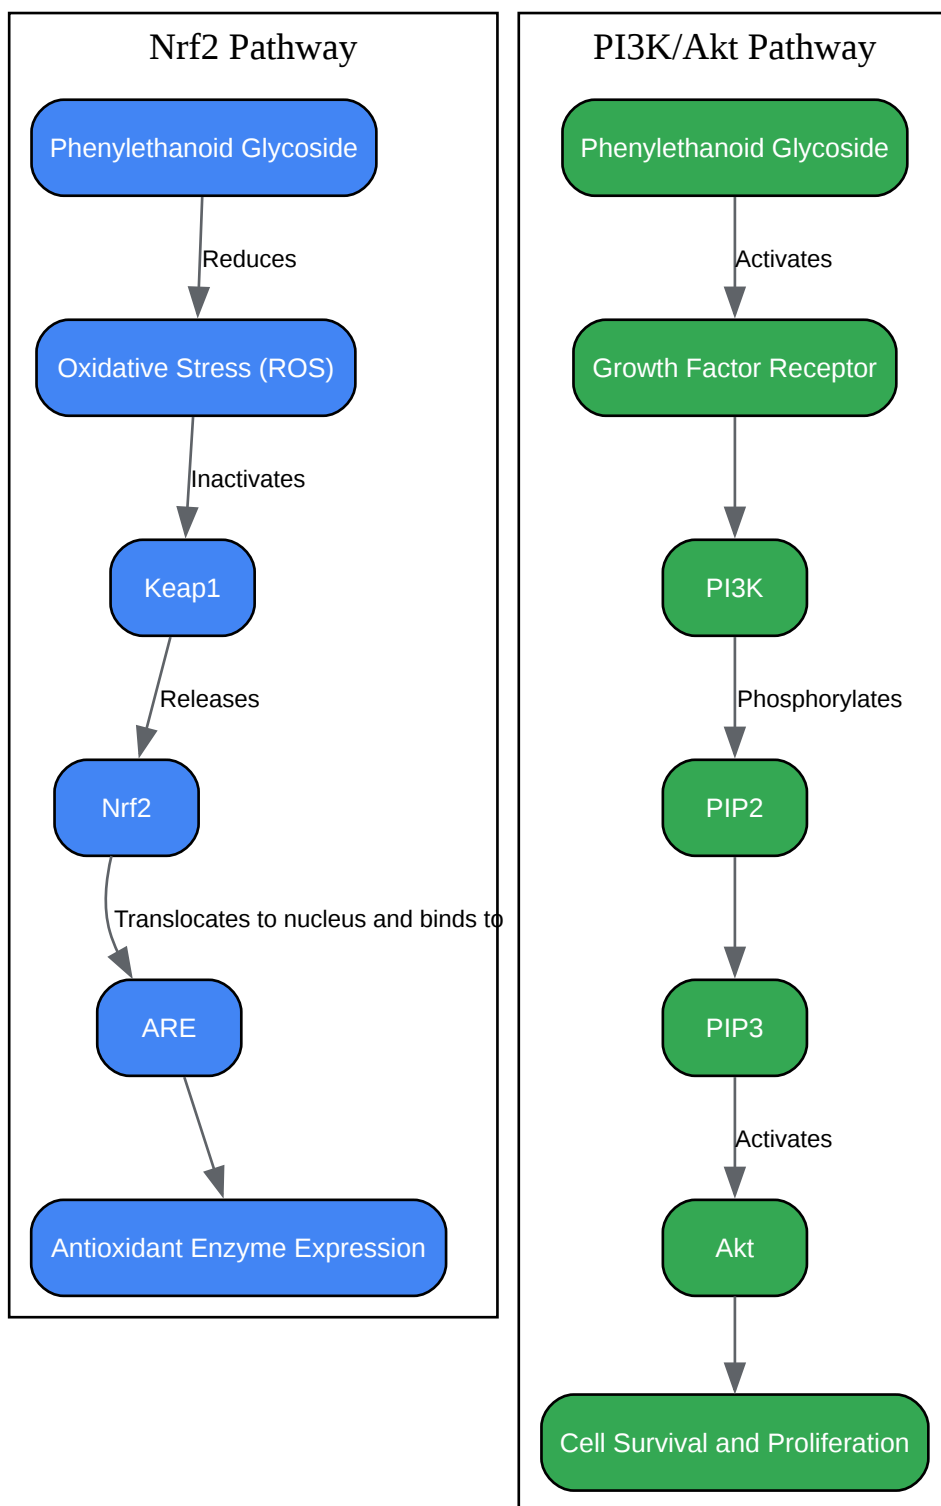 Nrf2 Pathway
Phenylethanoid Glycoside
Reduces
Oxidative Stress (ROS)
Inactivates
Keap1
Releases
Nrf2
Translocates to nucleus and binds to
ARE
Antioxidant Enzyme Expression
PI3K/Akt Pathway
Phenylethanoid Glycoside
Activates
Growth Factor Receptor
PI3K
Phosphorylates
PIP2
PIP3
Activates
Akt
Cell Survival and Proliferation